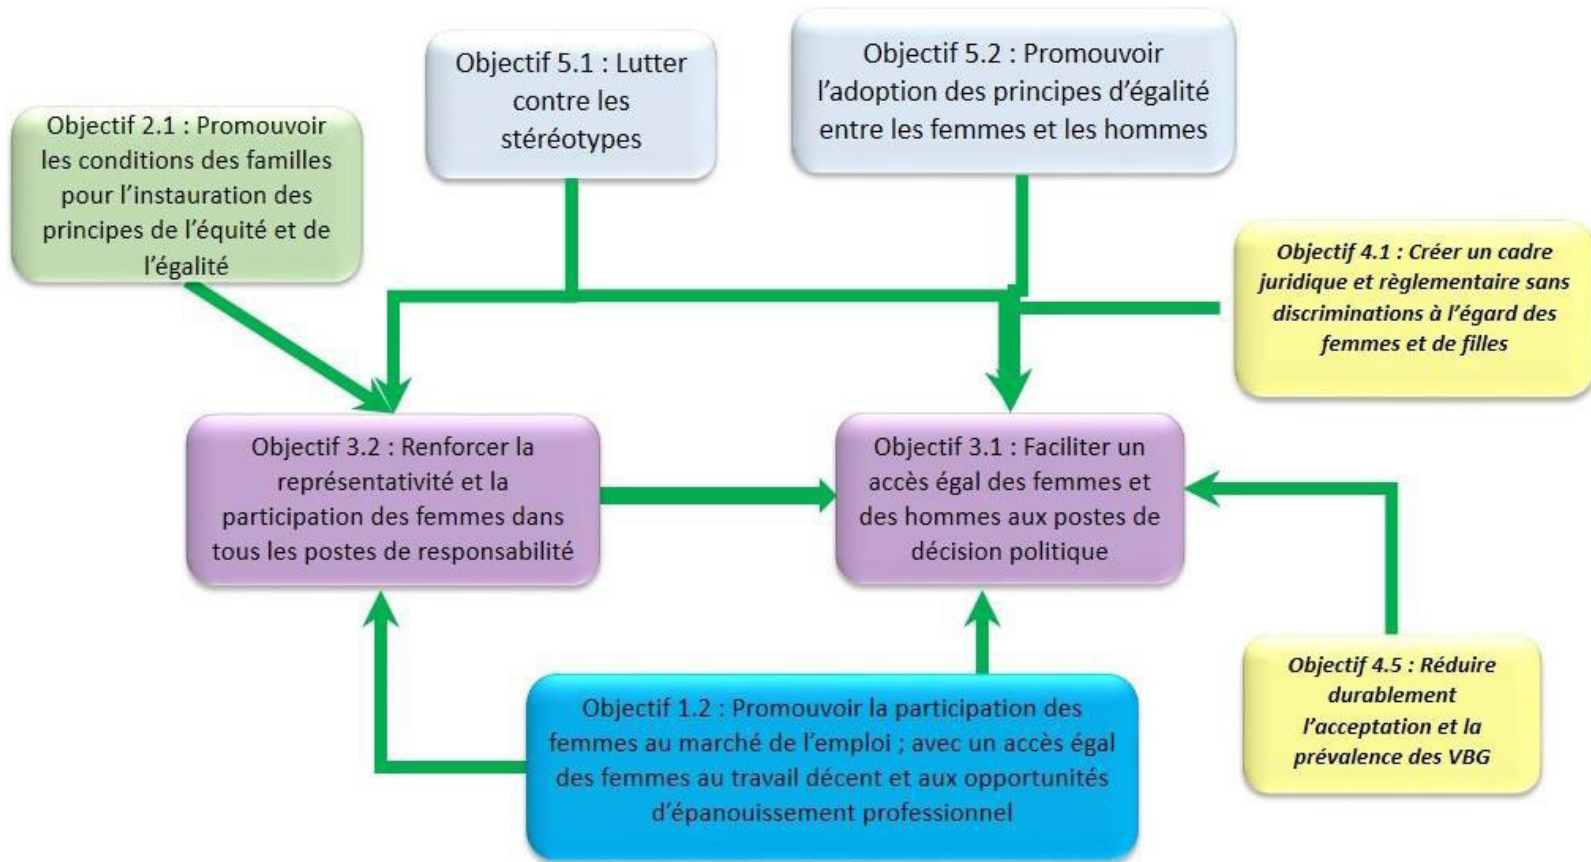 Objectif 5.1 : Lutter
contre les
stéréotypes
Objectif 5.2 : Promouvoir
l’adoption des principes d’égalité
entre les femmes et les hommes
Objectif 2.1 : Promouvoir
les conditions des familles
pour l’instauration des
principes de l’équité et de
l’égalité
Objectif 4.1 : Créer un cadre
juridique et règlementaire sans
discriminations à l’égard des
femmes et de filles
Objectif 3.2 : Renforcer la
représentativité et la
participation des femmes dans
tous les postes de responsabilité
Objectif 3.1 : Faciliter un
accès égal des femmes et
des hommes aux postes de
décision politique
Objectif 1.2 : Promouvoir la participation des
femmes au marché de l’emploi ; avec un accès égal
des femmes au travail décent et aux opportunités
d’épanouissement professionnel
Objectif 4.5 : Réduire
durablement
l’acceptation et la
prévalence des VBG